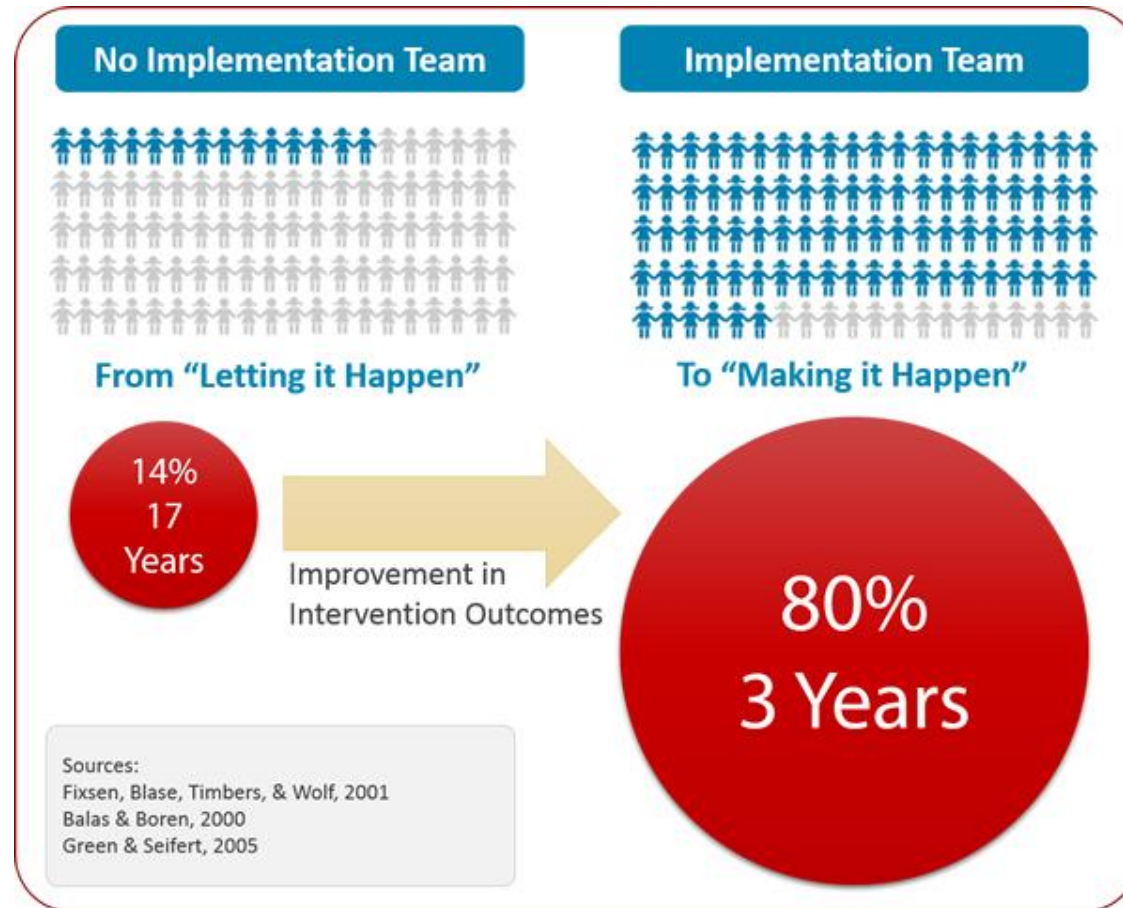 No Implementation Team
Implementation Team
From “Letting it Happen”
To “Making it Happen”
14%
17
Years
Improvement in
Intervention Outcomes
80%
3 Years
Sources:
Fixsen, Blase, Timbers, & Wolf, 2001
Balas & Boren, 2000
Green & Seifert, 2005